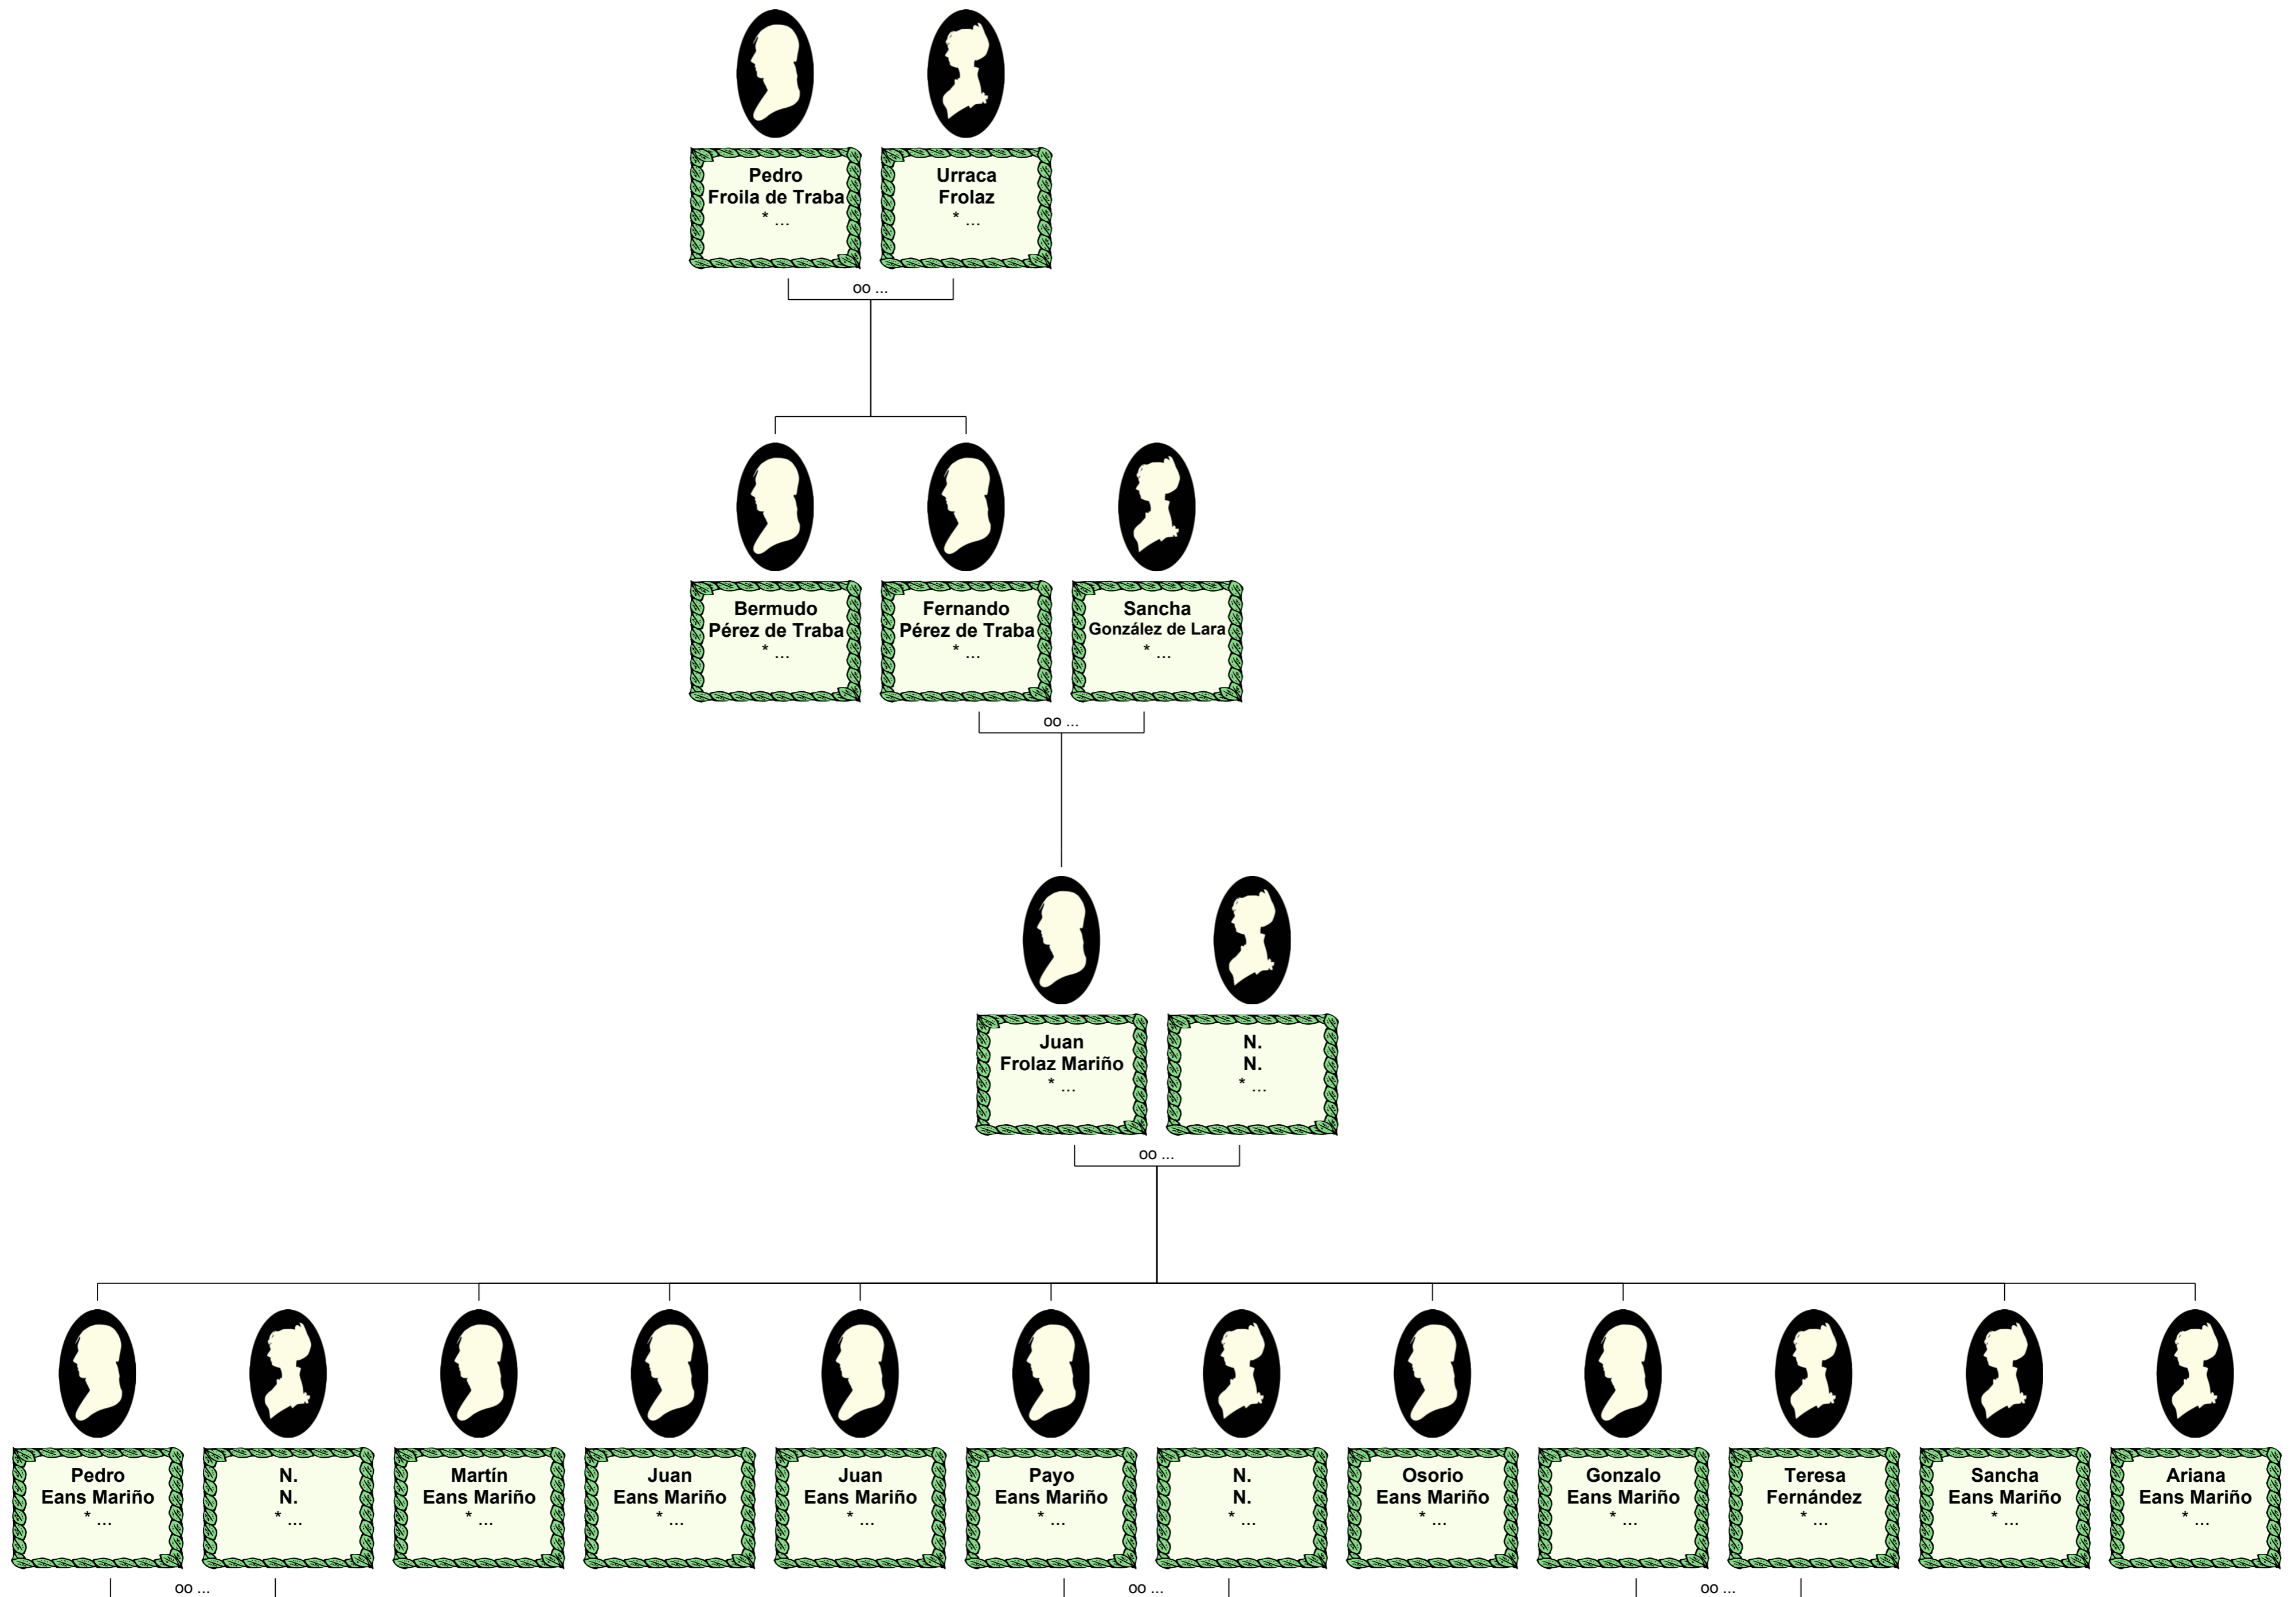 Pedro
Froila de Traba
* ...
Urraca
Frolaz
* ...
oo ...
Bermudo
Pérez de Traba
* ...
Fernando
Pérez de Traba
* ...
Sancha
González de Lara
* ...
oo ...
Juan
Frolaz Mariño
* ...
N.
N.
* ...
oo ...
Pedro
Eans Mariño
* ...
N.
N.
* ...
Martín
Eans Mariño
* ...
Juan
Eans Mariño
* ...
Juan
Eans Mariño
* ...
Payo
Eans Mariño
* ...
N.
N.
* ...
Osorio
Eans Mariño
* ...
Gonzalo
Eans Mariño
* ...
Teresa
Fernández
* ...
Sancha
Eans Mariño
* ...
Ariana
Eans Mariño
* ...
oo ...
oo ...
oo ...